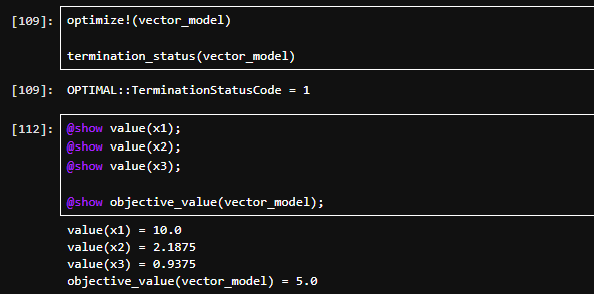 [109]: optimize!(vector_model)
termination_status(vector_model)
[109]: OPTIMAL::TerminationStatusCode = 1
[112]: @show value(x1);
@show value(x2);
@show value(x3);
@show objective_value(vector_model);
value(x1) = 10.0
value(x2) = 2.1875
value(x3) = 0.9375
objective_value(vector_model) = 5.0